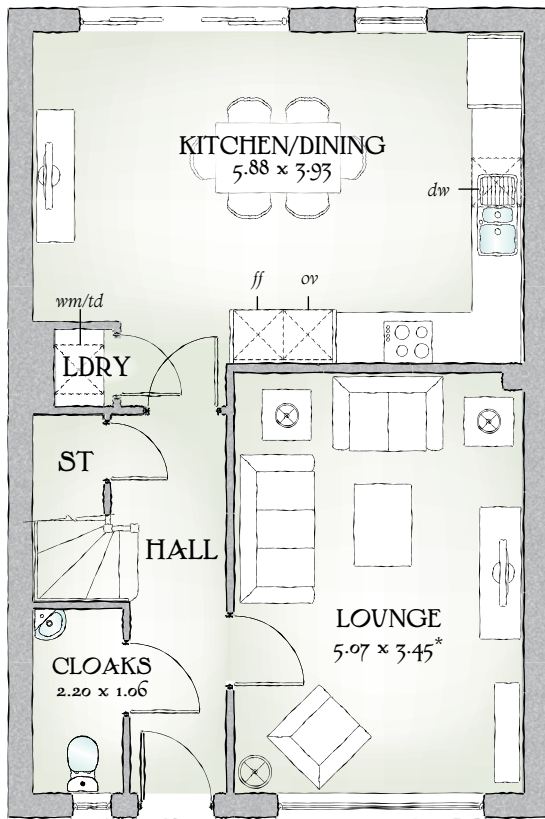 KITCHEN/DINING
5.88 x 3.93
dw
ff
ov
wm/td
LDRY
ST
HALL
LOUNGE
5.07 x 3.45*
CLOAKS
2.20 x 1.06